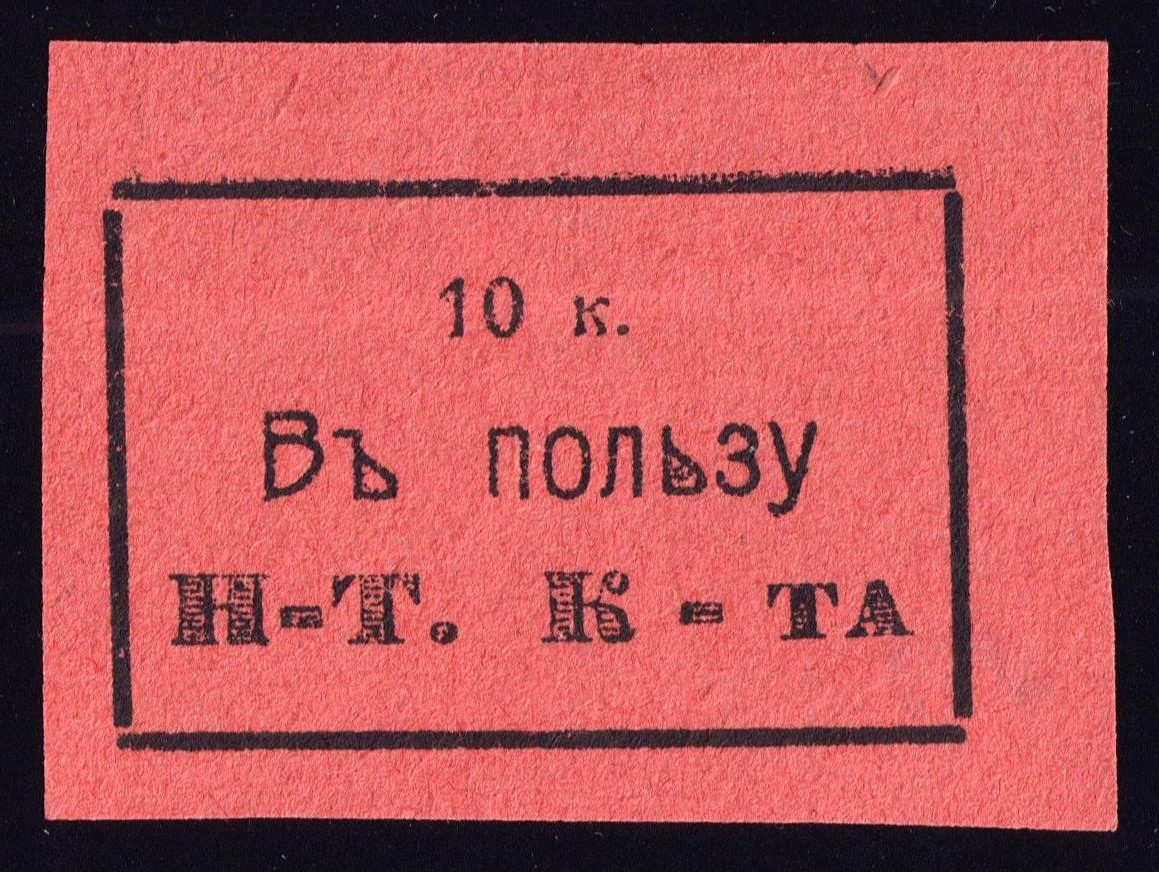 10 к.
Въ пользу
Н-Т. К-та